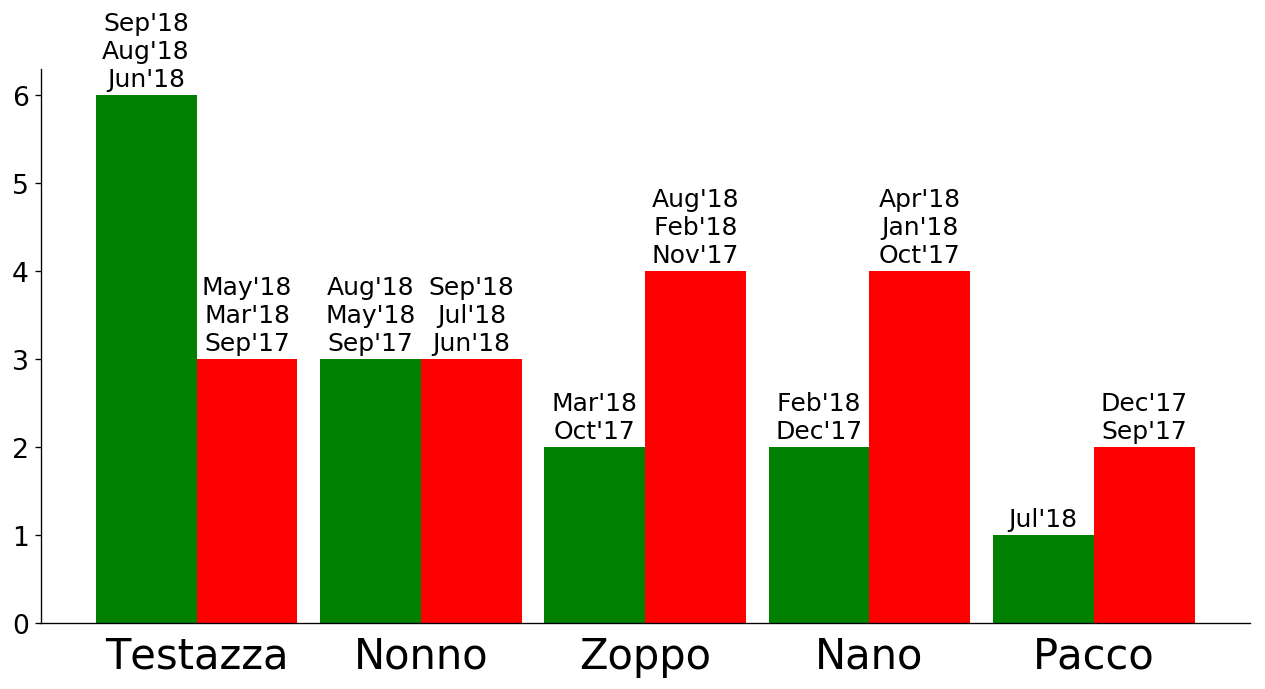 Sep'18
Aug'18
Jun'18
6
5
4
3
2
1
0
May'18
Mar'18
Sep'17
Aug'18
May'18
Sep'17
Sep'18
Jul'18
Jun'18
Mar'18
Oct'17
Aug'18
Feb'18
Nov'17
Feb'18
Dec'17
Apr'18
Jan'18
Oct'17
Jul'18
Dec'17
Sep'17
Testazza
Nonno
Zoppo
Nano
Pacco